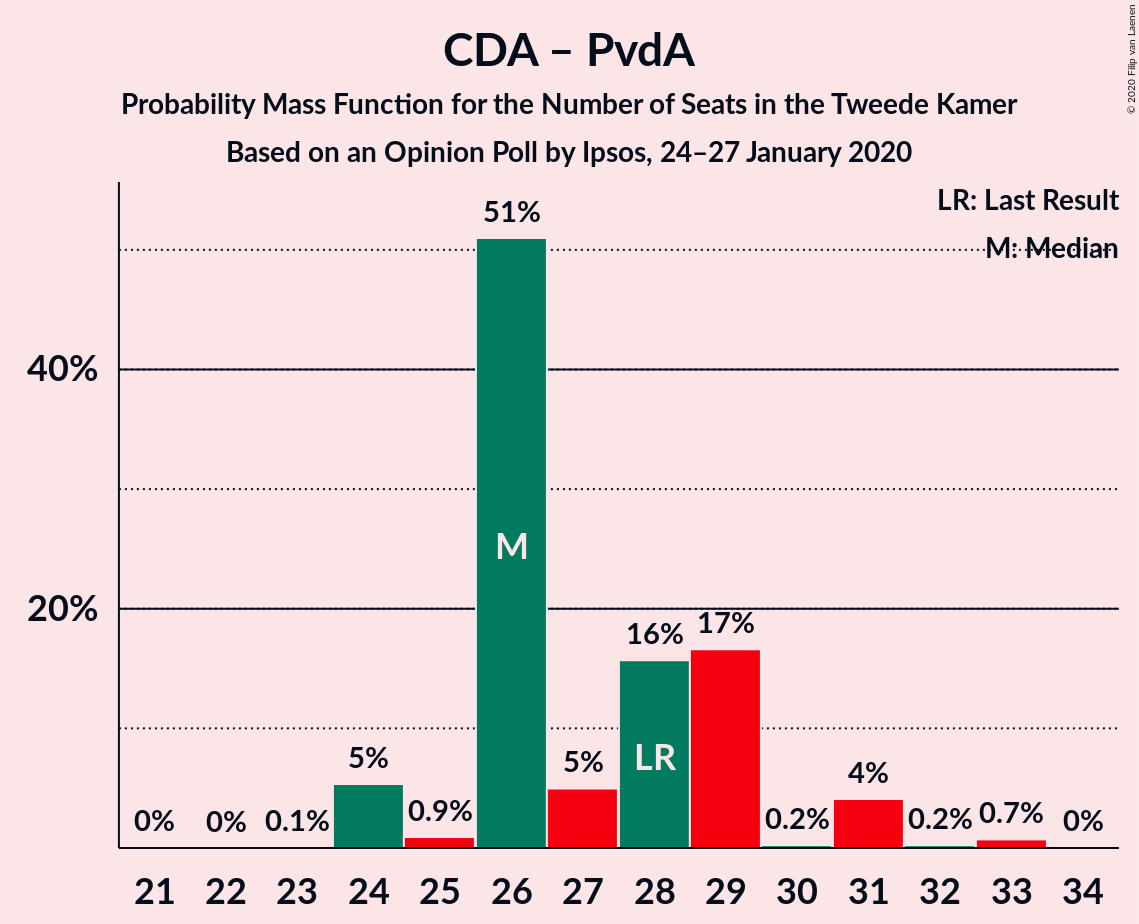 CDA – PvdA
Probability Mass Function for the Number of Seats in the Tweede Kamer
Based on an Opinion Poll by Ipsos, 24–27 January 2020
© 2020 Filip van Laenen
LR: Last Result
M: Median
51%
40%
M
20%
16%
17%
LR
5%
5%
4%
0%
0%
0.1%
0.9%
0.2%
0.2%
0.7%
0%
21 22 23 24 25 26 27 28 29 30 31 32 33 34